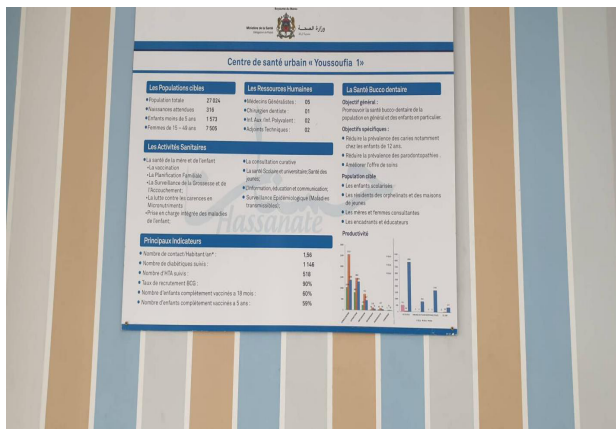 Royaume du Maroc
Ministère de la Santé
وزارة الصحة
Centre de santé urbain « Youssoufia 1»
Les Populations cibles
Population totale 27 024
Naissances attendues 316
Enfants moins de 5 ans 1 573
Femmes de 15 – 49 ans 7 505
Les Ressources Humaines
Médecins Généralistes : 05
Chirugien dentiste : 01
Inf. Aux /Inf. Polyvalent : 02
Adjoints Techniques : 02
Les Activités Sanitaires
La santé de la mère et de l'enfant:
La vaccination
La Planification Familiale
La Surveillance de la Grossesse et de
l'Accouchement;
La lutte contre les carences en
Micronutriments
Prise en charge intégrée des maladies
de l'enfant.
La consultation curative
La santé Scolaire et universitaire; Santé des
jeunes;
L'information, éducation et communication;
Surveillance Epidémiologique (Maladies
transmissibles);
Hassanate
Principaux Indicateurs
Nombre de contact/Habitant/an* : 1,56
Nombre de diabétiques suivis : 1 146
Nombre d'HTA suivis : 518
Taux de recrutement BCG : 90%
Nombre d'enfants complètement vaccinés a 18 mois : 60%
Nombre d'enfants complètement vaccinés a 5 ans : 59%
La Santé Bucco dentaire
Objectif général :
Promouvoir la santé bucco-dentaire de la
population en général et des enfants en particulier.
Objectifs spécifiques :
Réduire la prévalence des caries notamment
chez les enfants de 12 ans.
Réduire la prévalence des parodontopathies .
Améliorer l'offre de soins
Population cible
Les enfants scolarisés
Les résidents des orphelinats et des maisons
de jeunes
Les mères et femmes consultantes
Les encadrants et éducateurs
Productivité